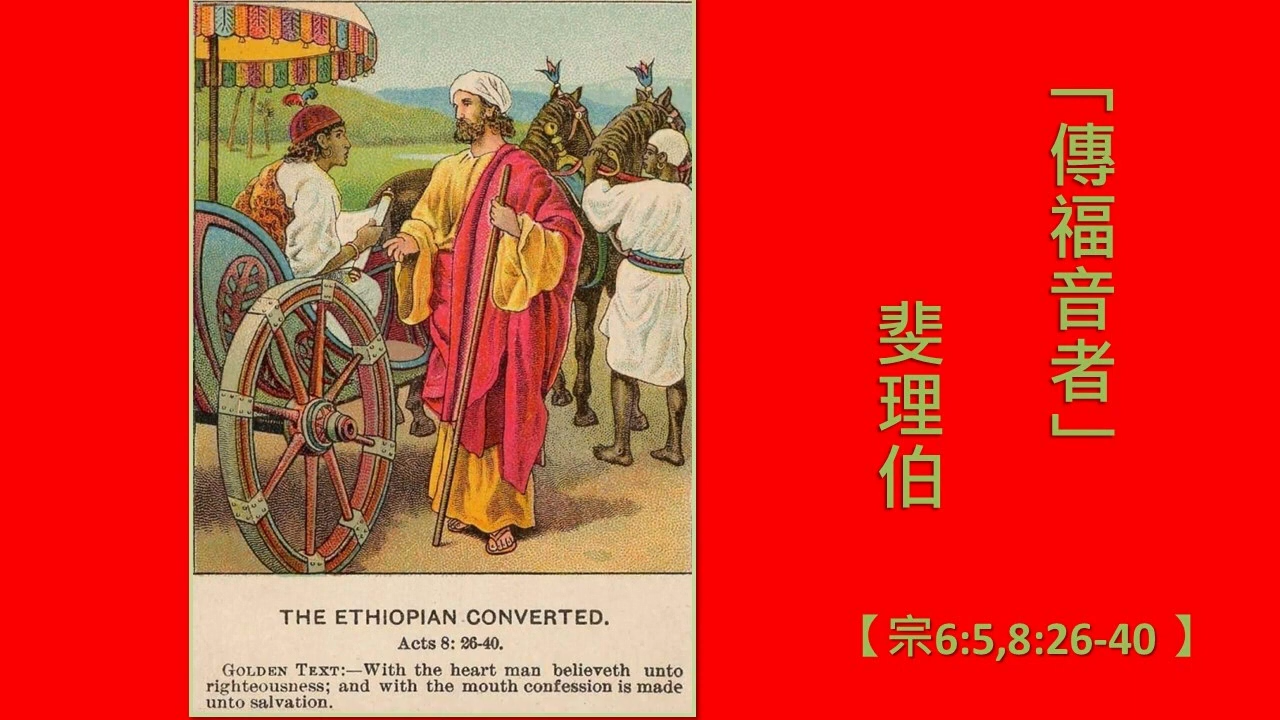 「傳福音者」
斐理伯
【宗6:5,8:26-40 】
THE ETHIOPIAN CONVERTED.
Acts 8: 26-40.
GOLDEN TEXT:—With the heart man believeth unto
righteousness; and with the mouth confession is made
unto salvation.